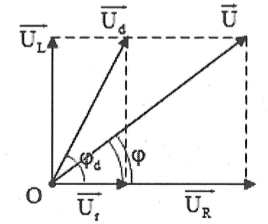 U_L U_d U
φ_d φ
O U_r U_R